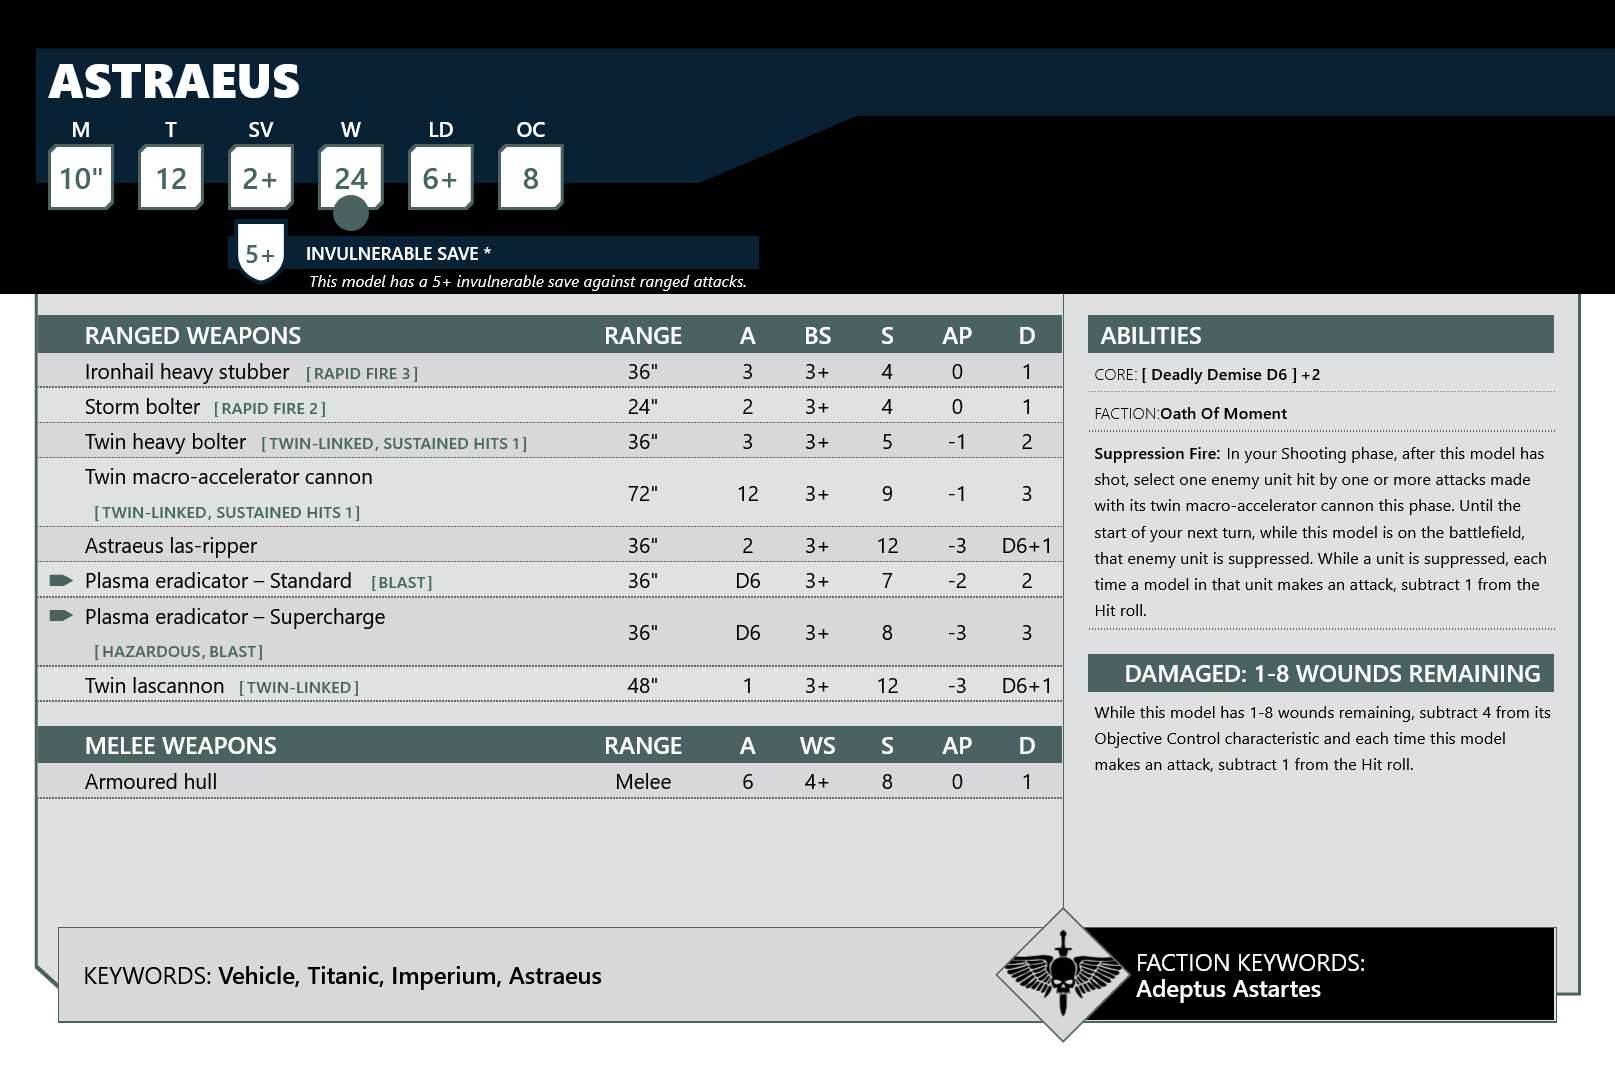 ASTRAEUS
M T SV W LD OC
10" 12 2+ 24 6+ 8
5+ INVULNERABLE SAVE *
This model has a 5+ invulnerable save against ranged attacks.
RANGED WEAPONS RANGE A BS S AP D
Ironhail heavy stubber [RAPID FIRE 3] 36" 3 3+ 4 0 1
Storm bolter [RAPID FIRE 2] 24" 2 3+ 4 0 1
Twin heavy bolter [TWIN-LINKED, SUSTAINED HITS 1] 36" 3 3+ 5 -1 2
Twin macro-accelerator cannon
72" 12 3+ 9 -1 3
[TWIN-LINKED, SUSTAINED HITS 1]
Astraeus las-ripper 36" 2 3+ 12 -3 D6+1
Plasma eradicator – Standard [BLAST] 36" D6 3+ 7 -2 2
Plasma eradicator – Supercharge
36" D6 3+ 8 -3 3
[HAZARDOUS, BLAST]
Twin lascannon [TWIN-LINKED] 48" 1 3+ 12 -3 D6+1
MELEE WEAPONS RANGE A WS S AP D
Armoured hull Melee 6 4+ 8 0 1
ABILITIES
CORE: [ Deadly Demise D6 ] +2
FACTION:Oath Of Moment
Suppression Fire: In your Shooting phase, after this model has
shot, select one enemy unit hit by one or more attacks made
with its twin macro-accelerator cannon this phase. Until the
start of your next turn, while this model is on the battlefield,
that enemy unit is suppressed. While a unit is suppressed, each
time a model in that unit makes an attack, subtract 1 from the
Hit roll.
DAMAGED: 1-8 WOUNDS REMAINING
While this model has 1-8 wounds remaining, subtract 4 from its
Objective Control characteristic and each time this model
makes an attack, subtract 1 from the Hit roll.
KEYWORDS: Vehicle, Titanic, Imperium, Astraeus
FACTION KEYWORDS:
Adeptus Astartes